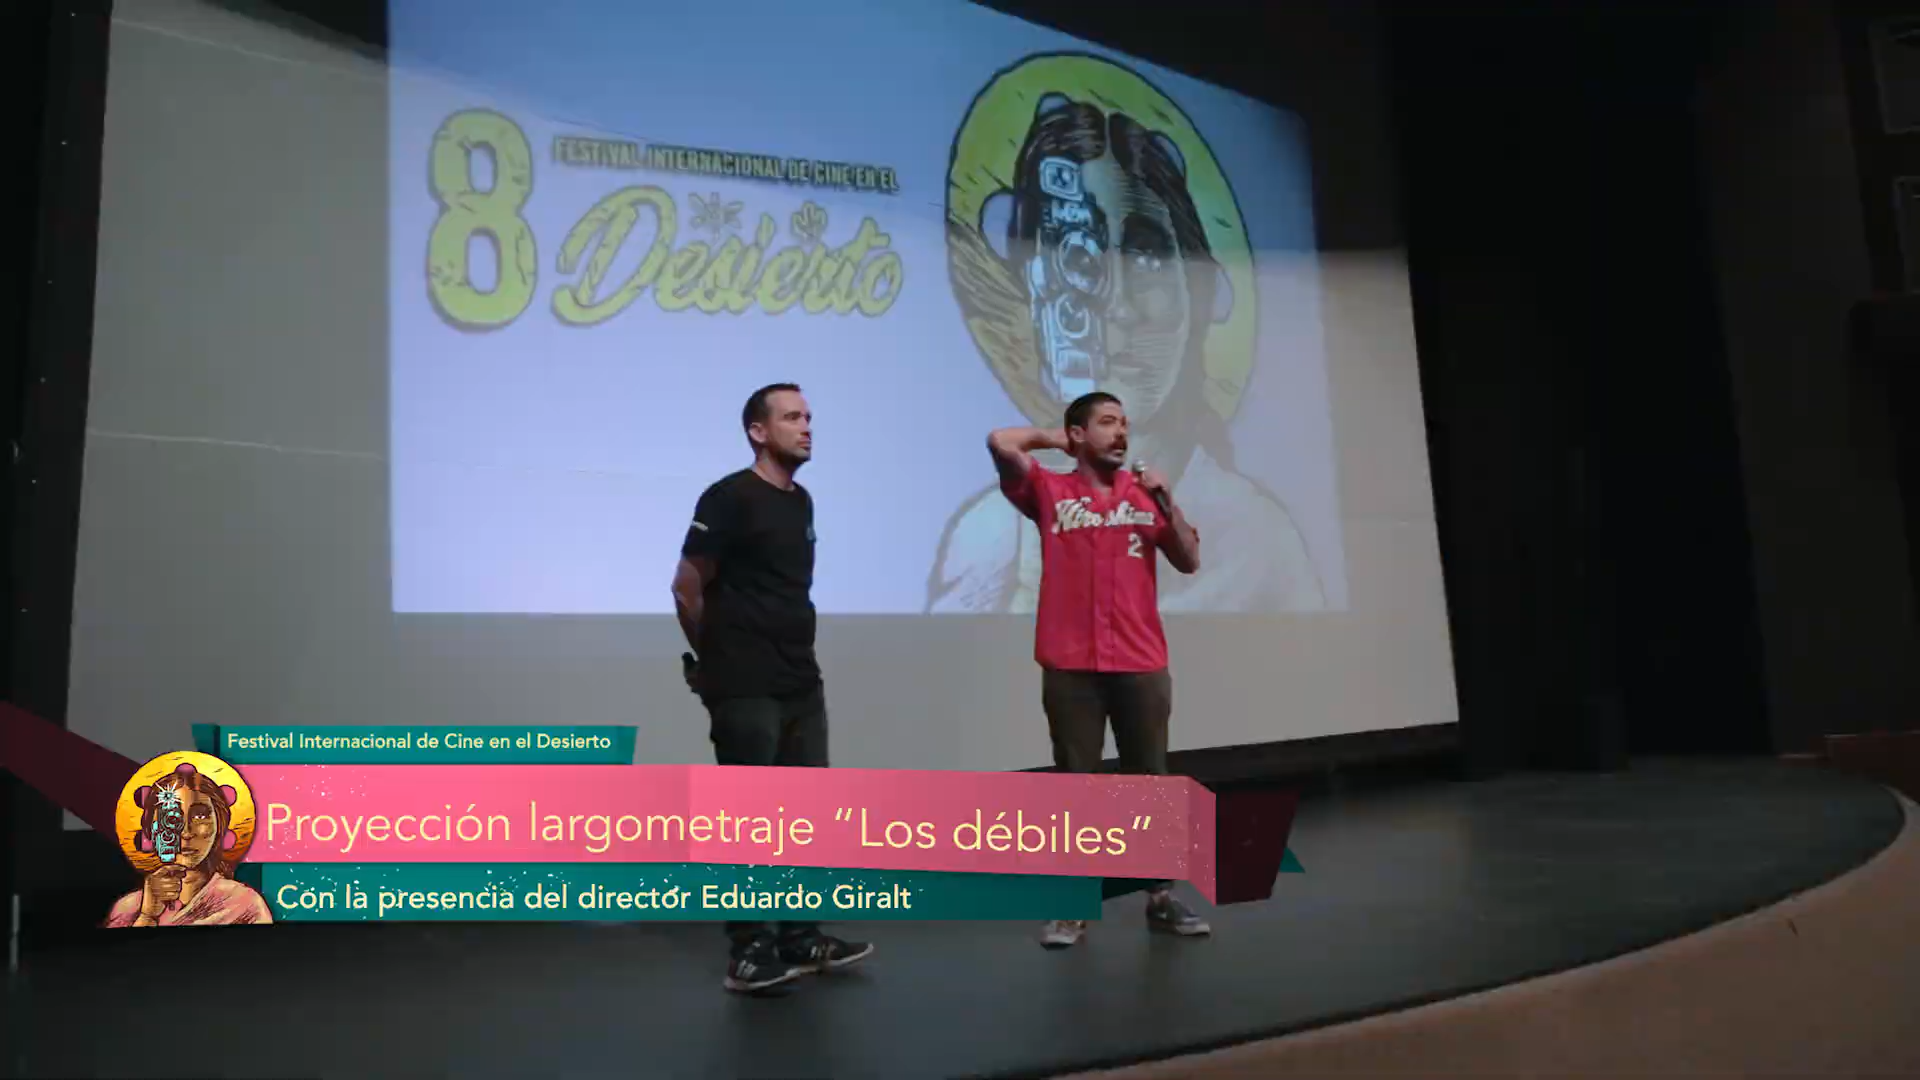 8
FESTIVAL INTERNACIONAL DE CINE EN EL
Desierto
Hiroshima
2
Festival Internacional de Cine en el Desierto
Proyección largometraje “Los débiles“
Con la presencia del director Eduardo Giralt